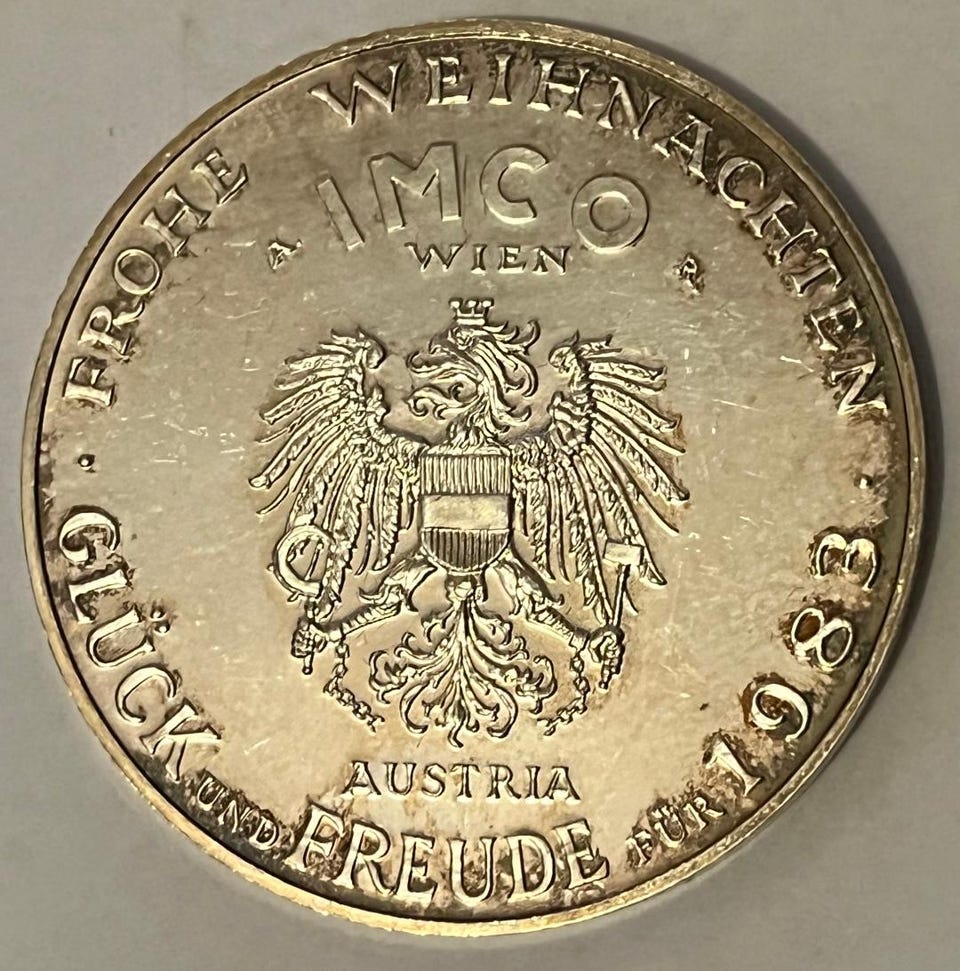 · FROHE WEIHNACHTEN ·
IMCO
A WIEN R
AUSTRIA
GLÜCK UND FREUDE FÜR 1983